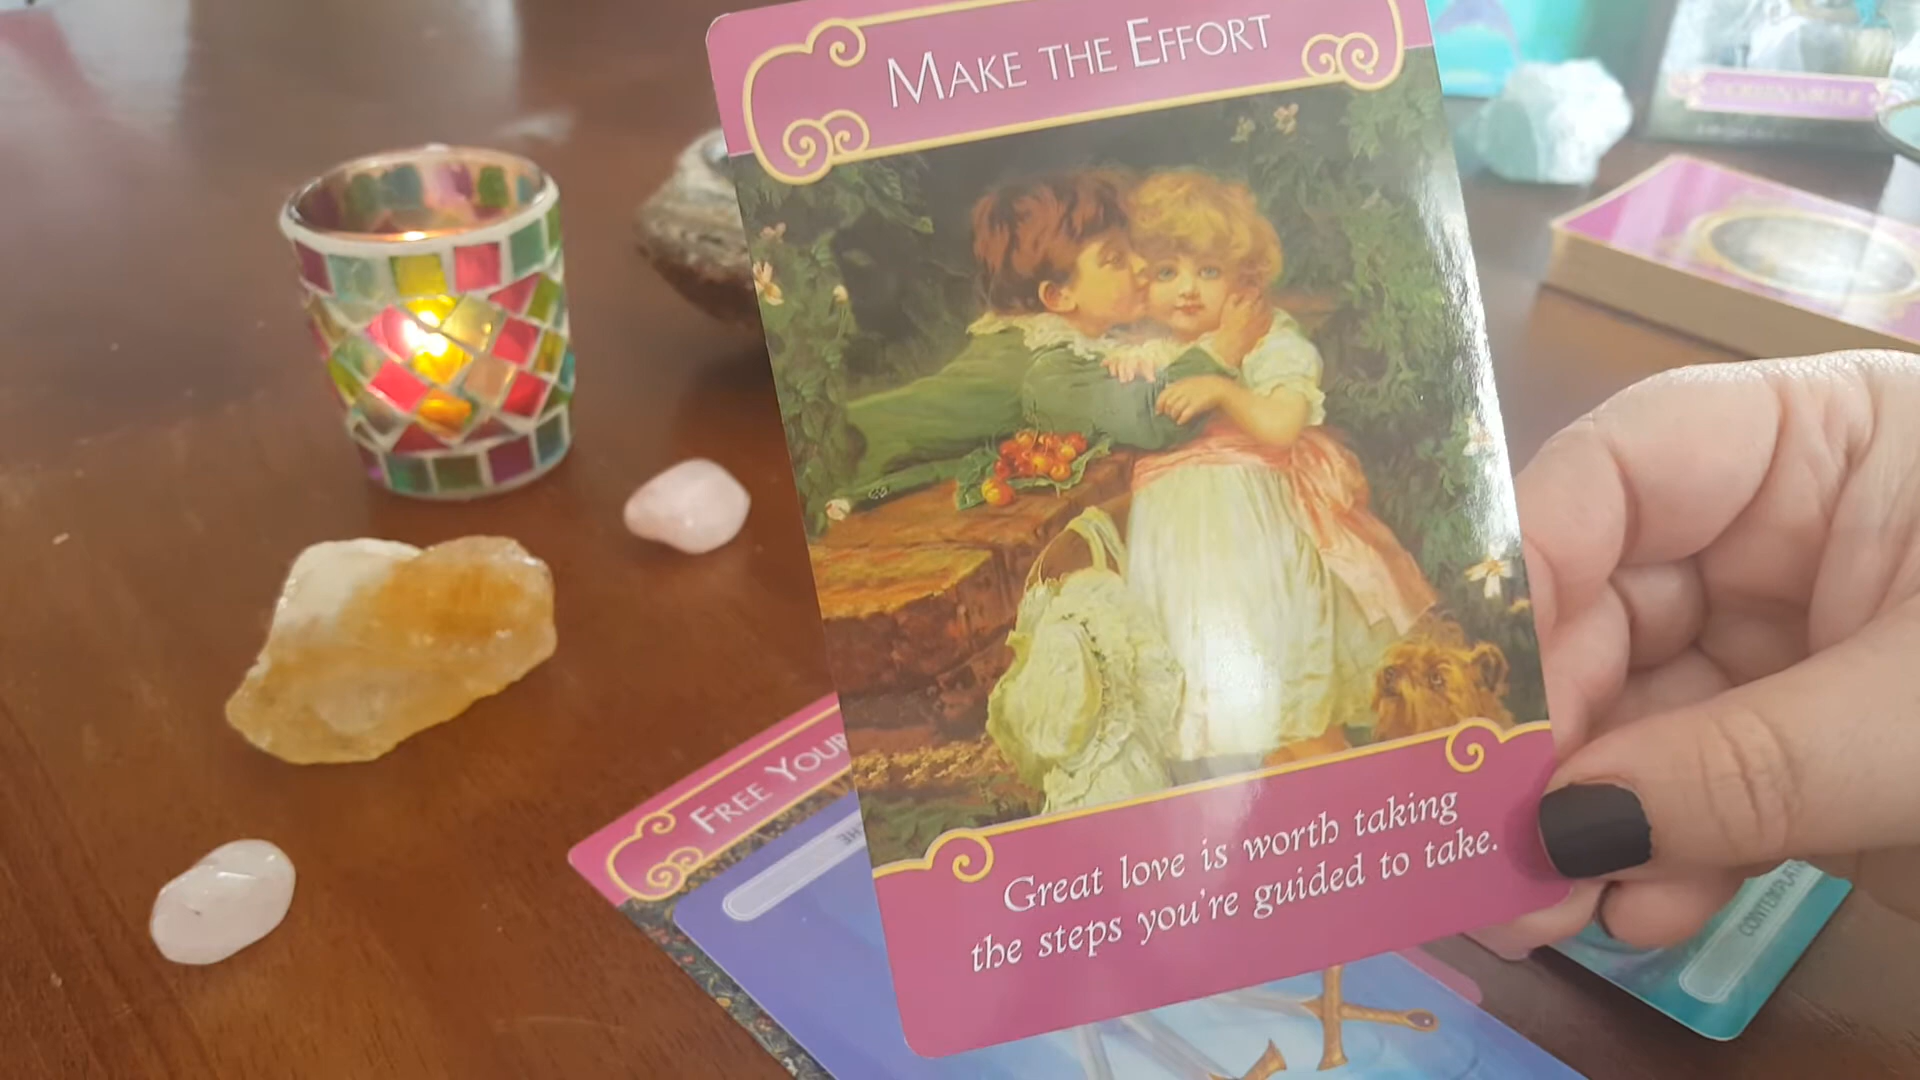 MAKE THE EFFORT
Great love is worth taking
the steps you're guided to take.
FREE YOUR